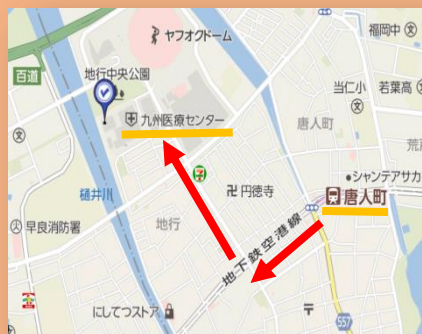 ヤフオクドーム
福岡中
百道
地行中央公園
当仁小
若葉高
九州医療センター
唐人町
荒戸
シャンテアサカ
円徳寺
唐人町
樋井川
地行
早良消防署
地下鉄空港線
557
にしてつストア